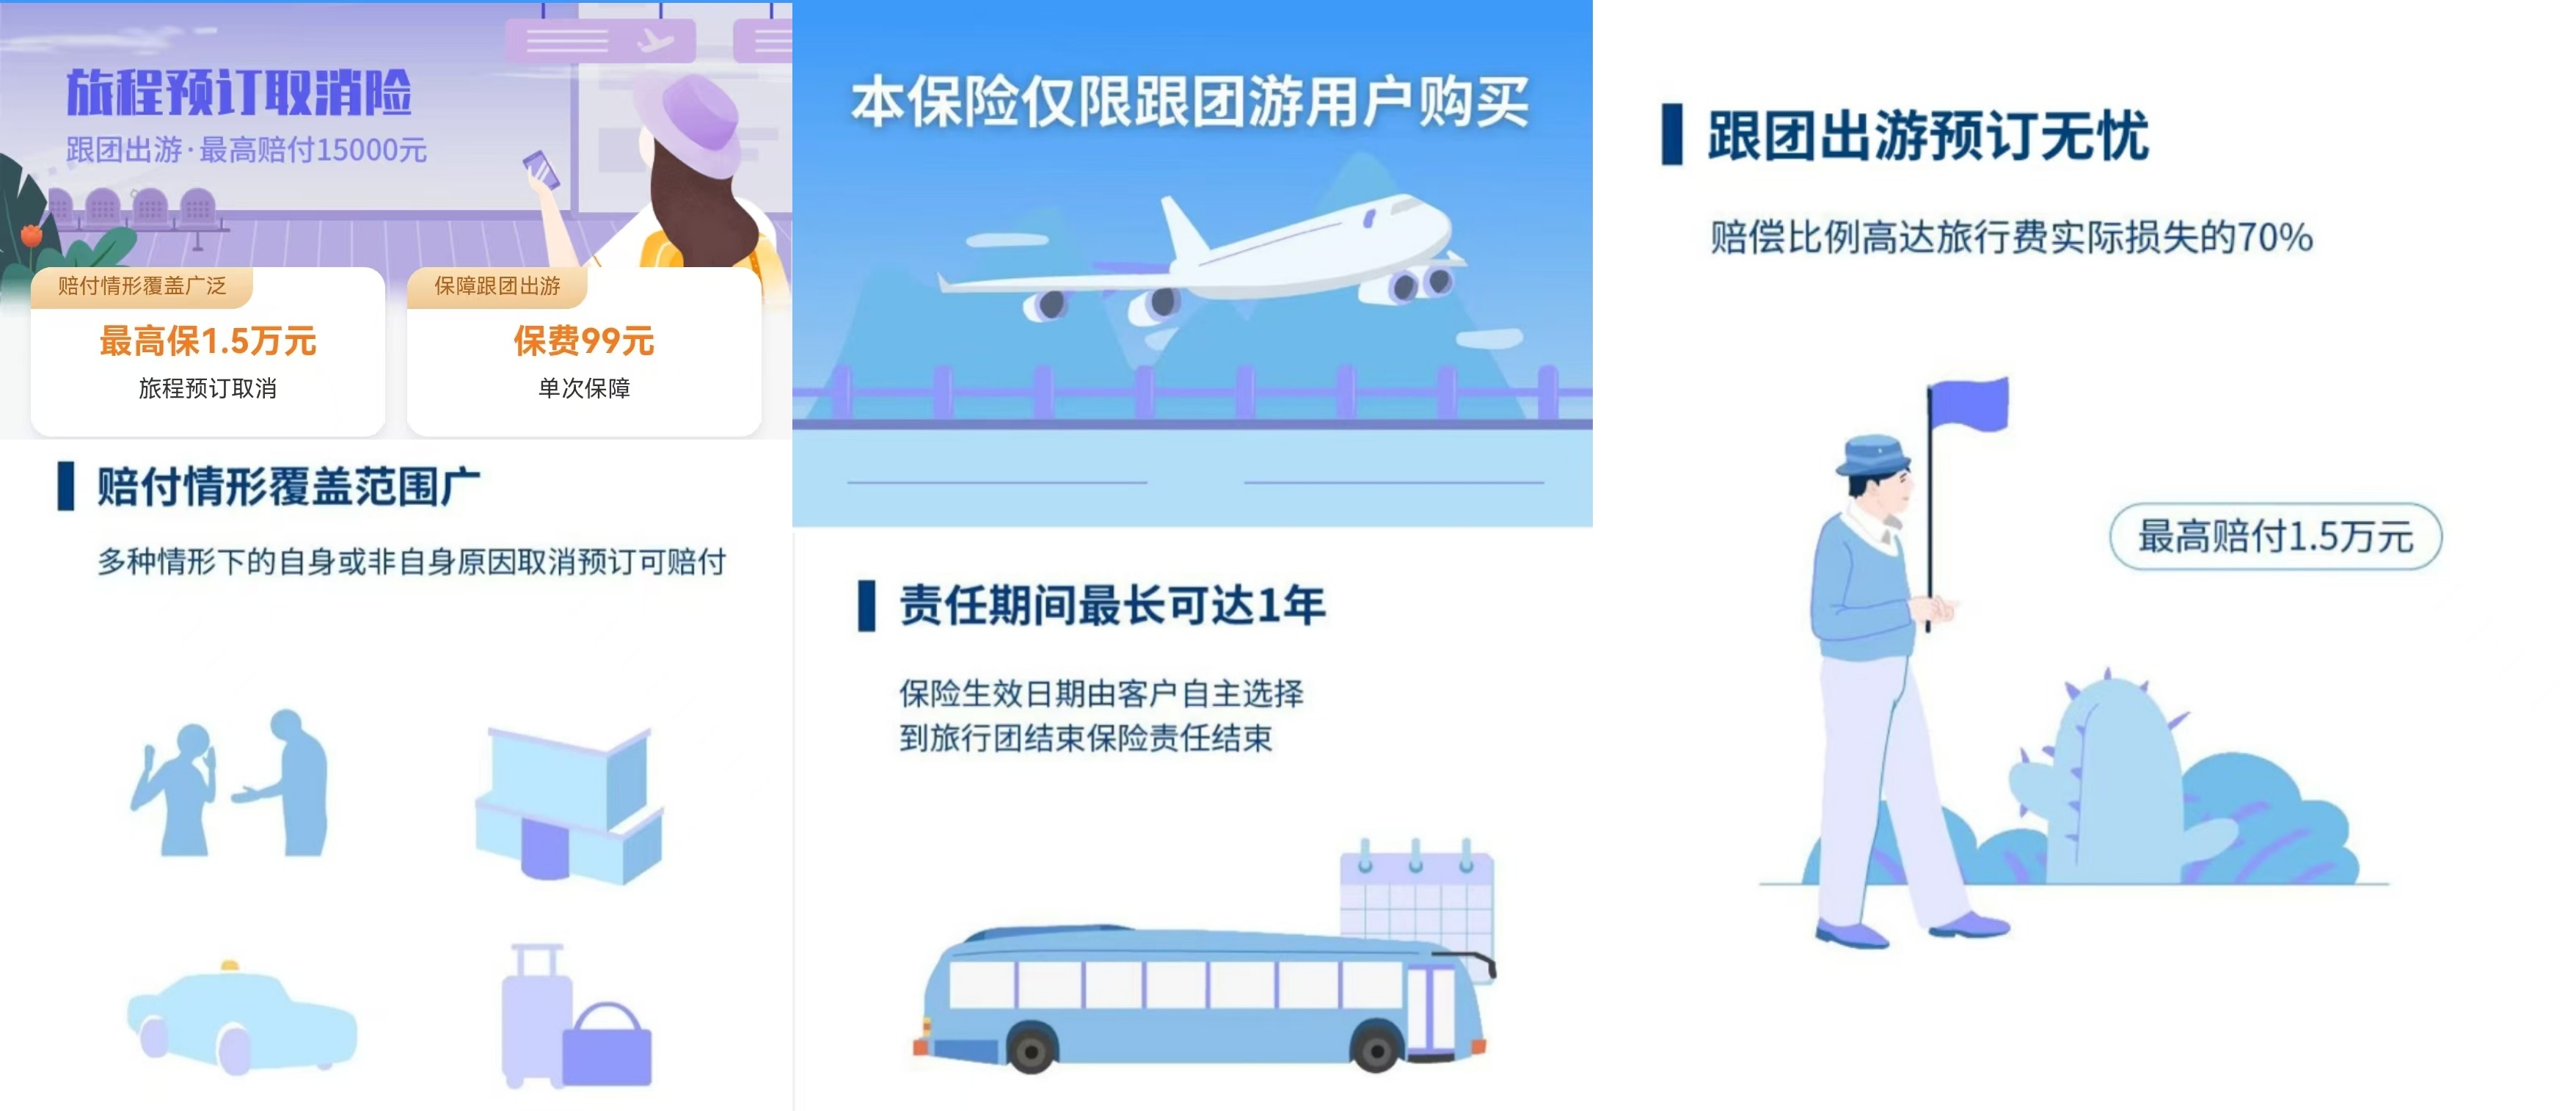 旅程预订取消险
跟团出游·最高赔付15000元
赔付情形覆盖广泛
最高保1.5万元
旅程预订取消
保障跟团出游
保费99元
单次保障
赔付情形覆盖范围广
多种情形下的自身或非自身原因取消预订可赔付
本保险仅限跟团游用户购买
责任期间最长可达1年
保险生效日期由客户自主选择
到旅行团结束保险责任结束
跟团出游预订无忧
赔偿比例高达旅行费实际损失的70%
最高赔付1.5万元